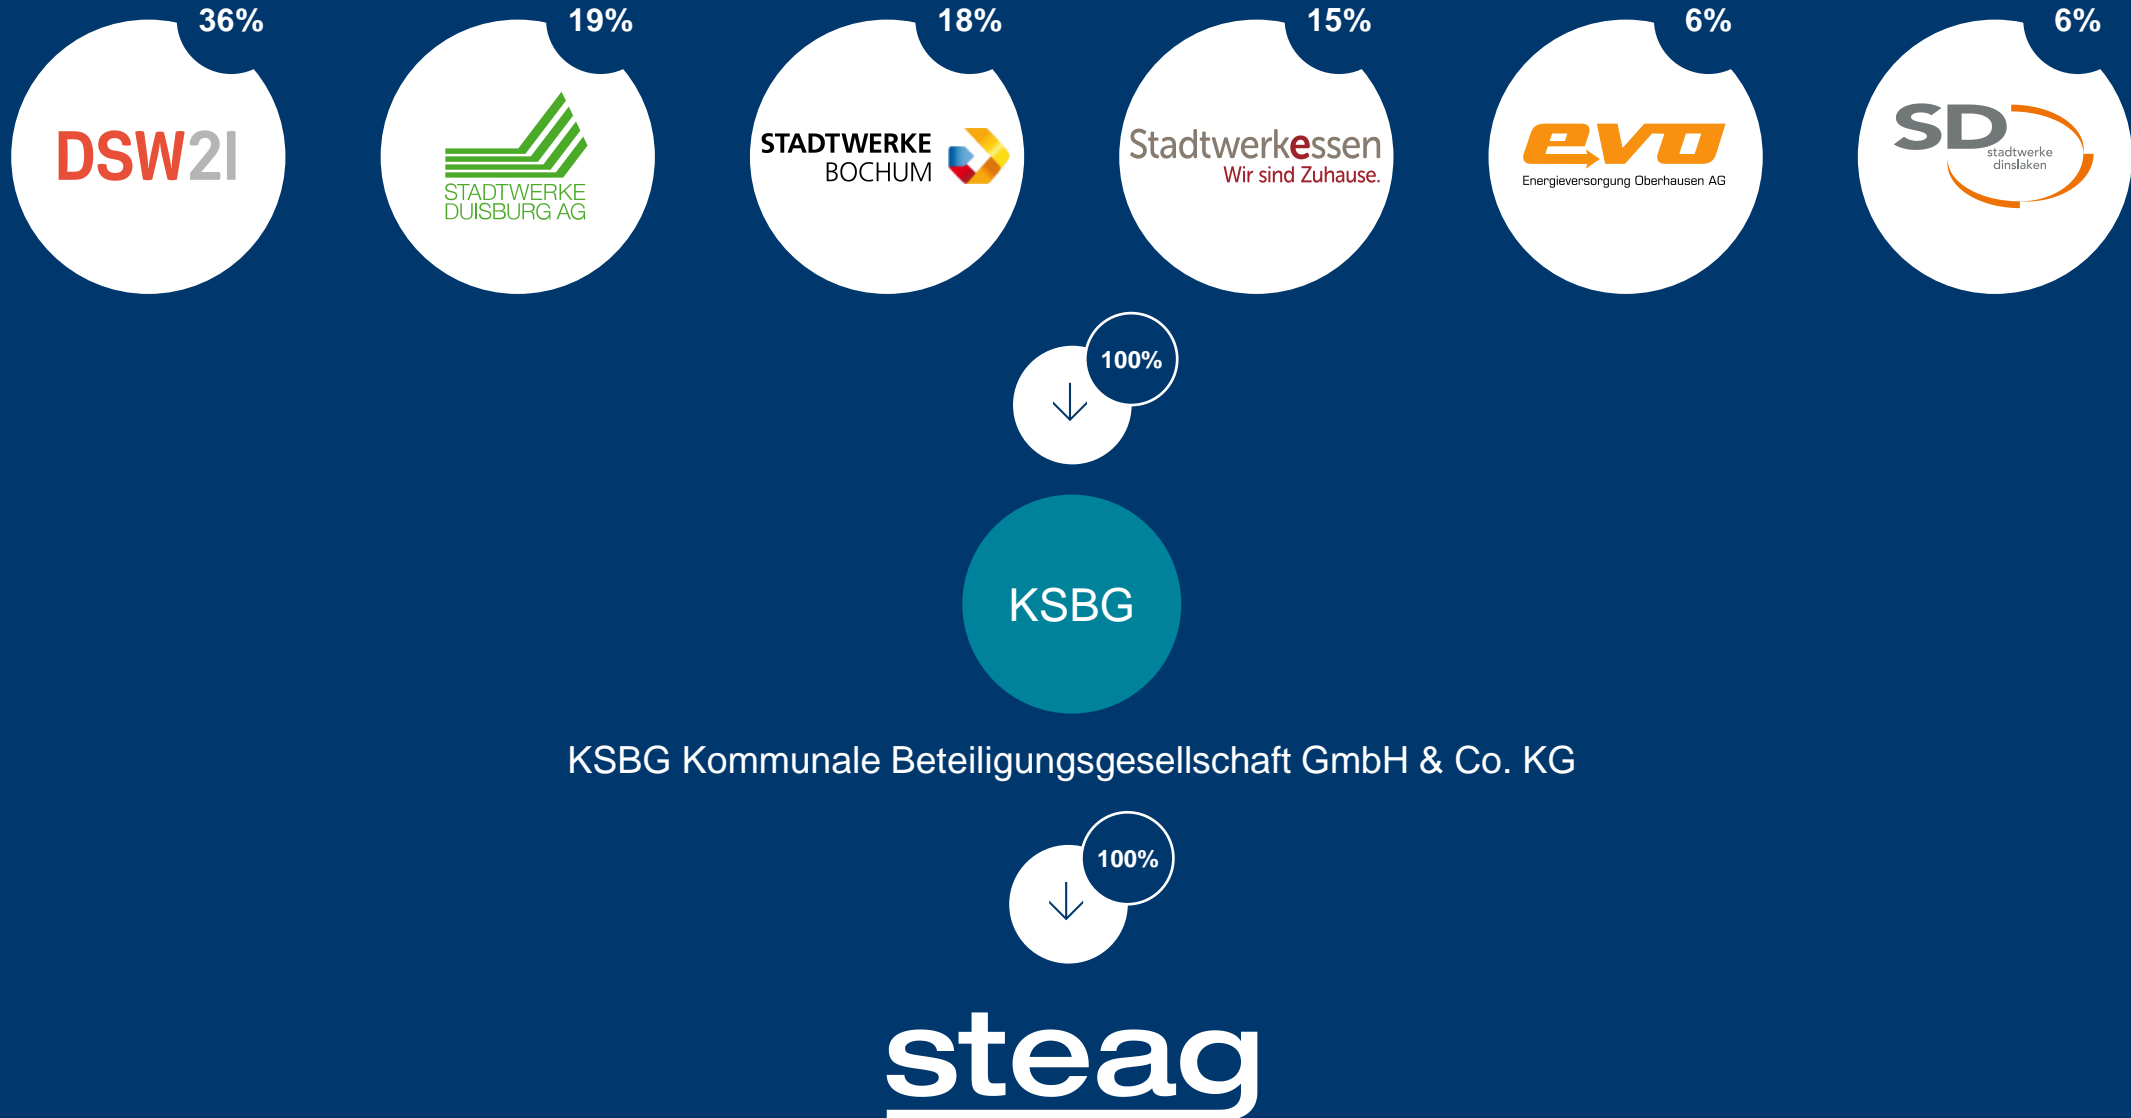 36%
19%
18%
15%
6%
6%
DSW21
STADTWERKE
DUISBURG AG
STADTWERKE
BOCHUM
Stadtwerkessen
Wir sind Zuhause.
evo
Energieversorgung Oberhausen AG
SD
stadtwerke
dinslaken
100%
KSBG
KSBG Kommunale Beteiligungsgesellschaft GmbH & Co. KG
100%
steag